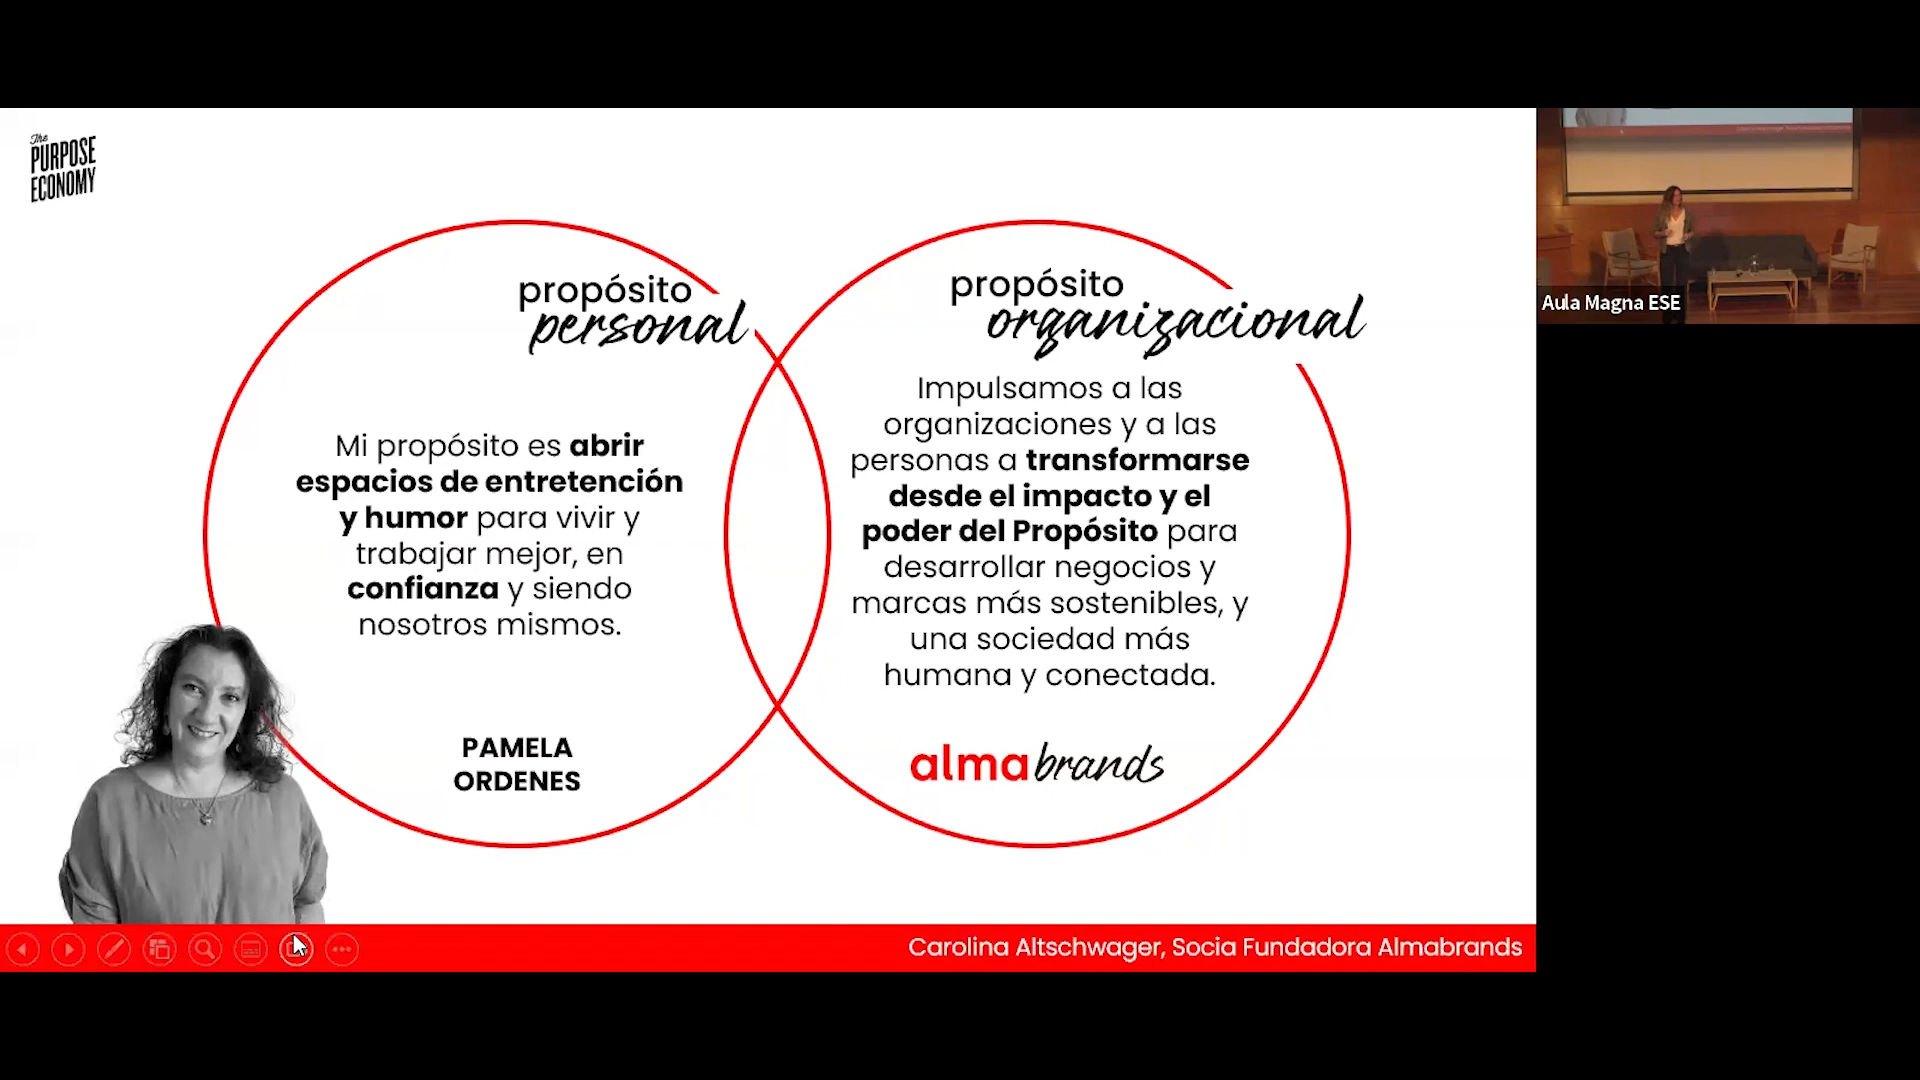 The
PURPOSE
ECONOMY
propósito
personal
Mi propósito es abrir
espacios de entretención
y humor para vivir y
trabajar mejor, en
confianza y siendo
nosotros mismos.
PAMELA
ORDENES
propósito
organizacional
Impulsamos a las
organizaciones y a las
personas a transformarse
desde el impacto y el
poder del Propósito para
desarrollar negocios y
marcas más sostenibles, y
una sociedad más
humana y conectada.
almabrands
Carolina Altschwager, Socia Fundadora Almabrands
Aula Magna ESE